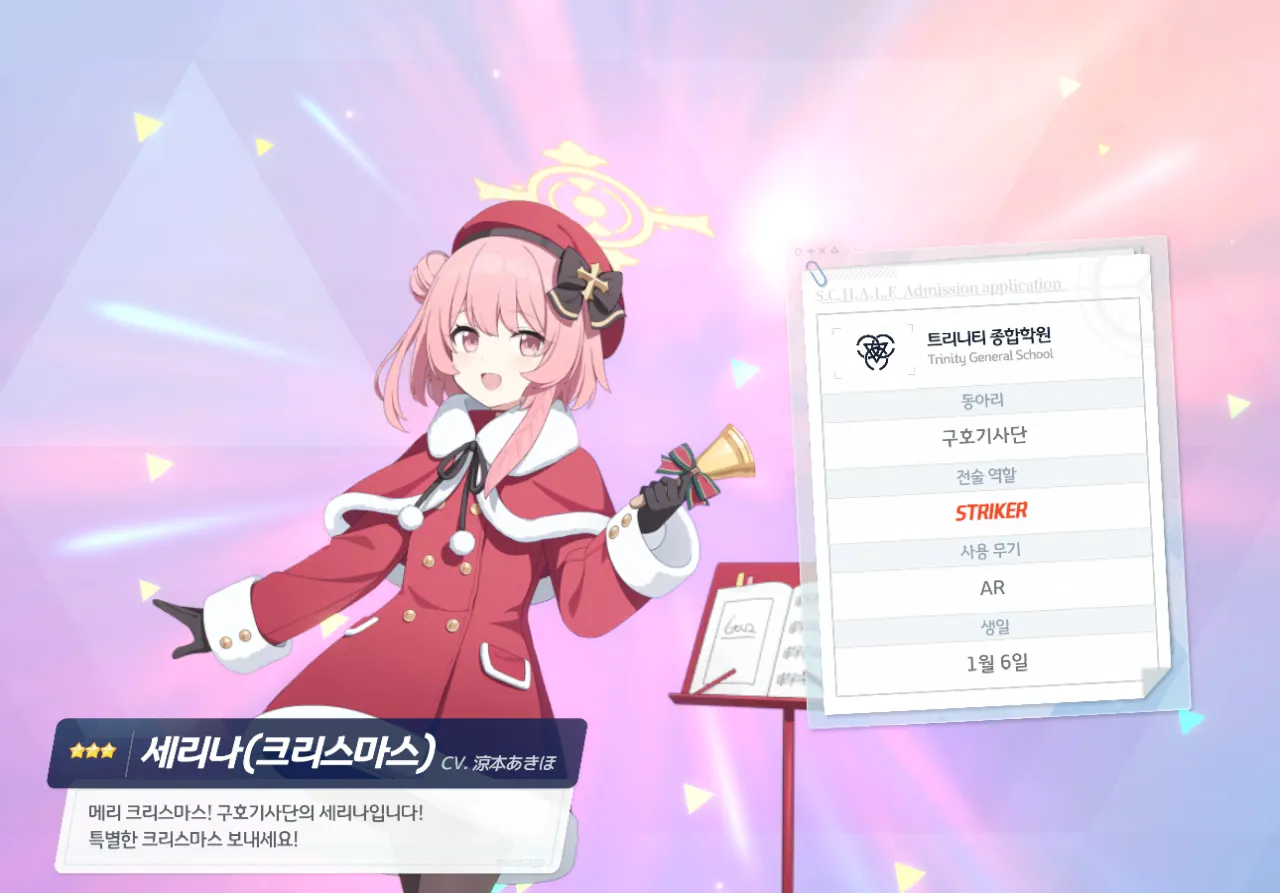 S.C.H.A.L.E Admission application
트리니티 종합학원
Trinity General School
동아리
구호기사단
전술 역할
STRIKER
사용 무기
AR
생일
1월 6일
세리나(크리스마스) CV. 涼本あきほ
메리 크리스마스! 구호기사단의 세리나입니다!
특별한 크리스마스 보내세요!